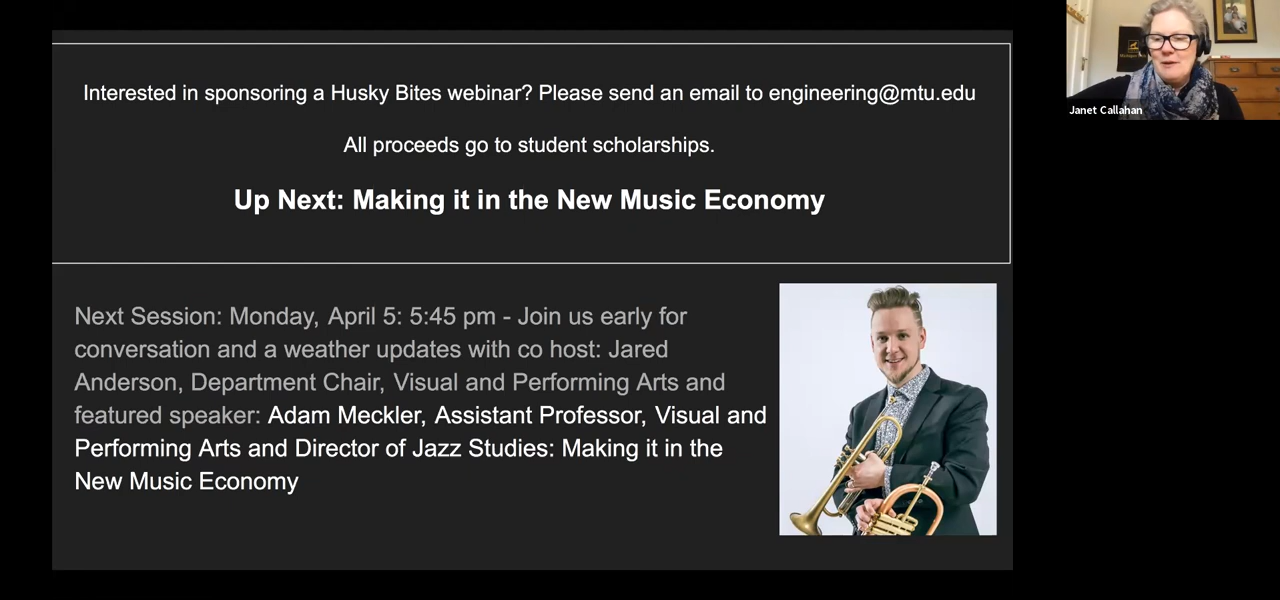 Interested in sponsoring a Husky Bites webinar? Please send an email to engineering@mtu.edu
All proceeds go to student scholarships.
Up Next: Making it in the New Music Economy
Next Session: Monday, April 5: 5:45 pm - Join us early for
conversation and a weather updates with co host: Jared
Anderson, Department Chair, Visual and Performing Arts and
featured speaker: Adam Meckler, Assistant Professor, Visual and
Performing Arts and Director of Jazz Studies: Making it in the
New Music Economy
Janet Callahan